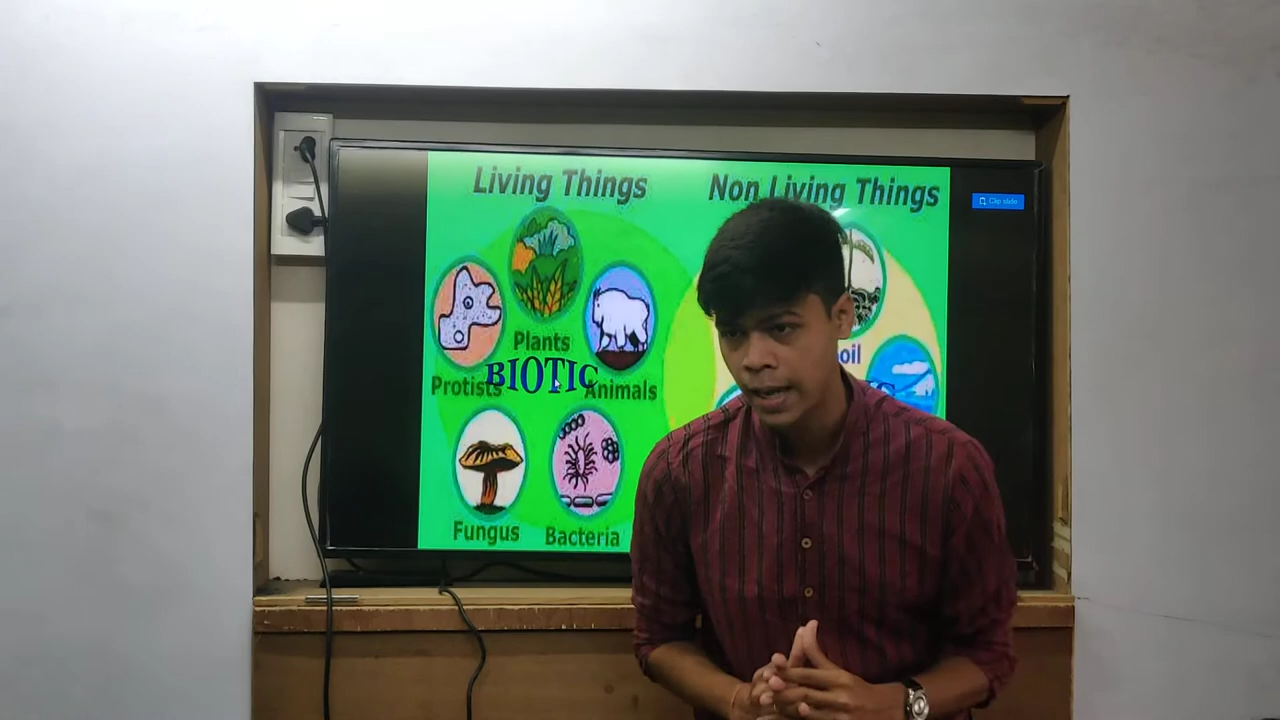 Living Things
Non Living Things
Clip slide
Plants
oil
Protists
BIOTIC
Animals
Fungus
Bacteria